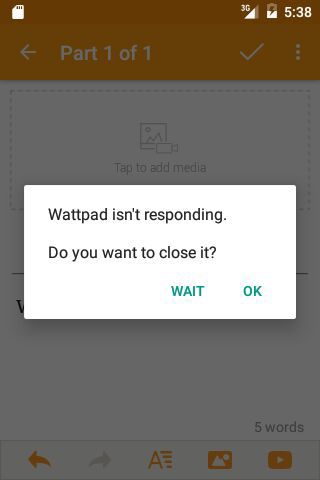 3G
5:38
Part 1 of 1
Tap to add media
Wattpad isn't responding.
Do you want to close it?
WAIT OK
5 words